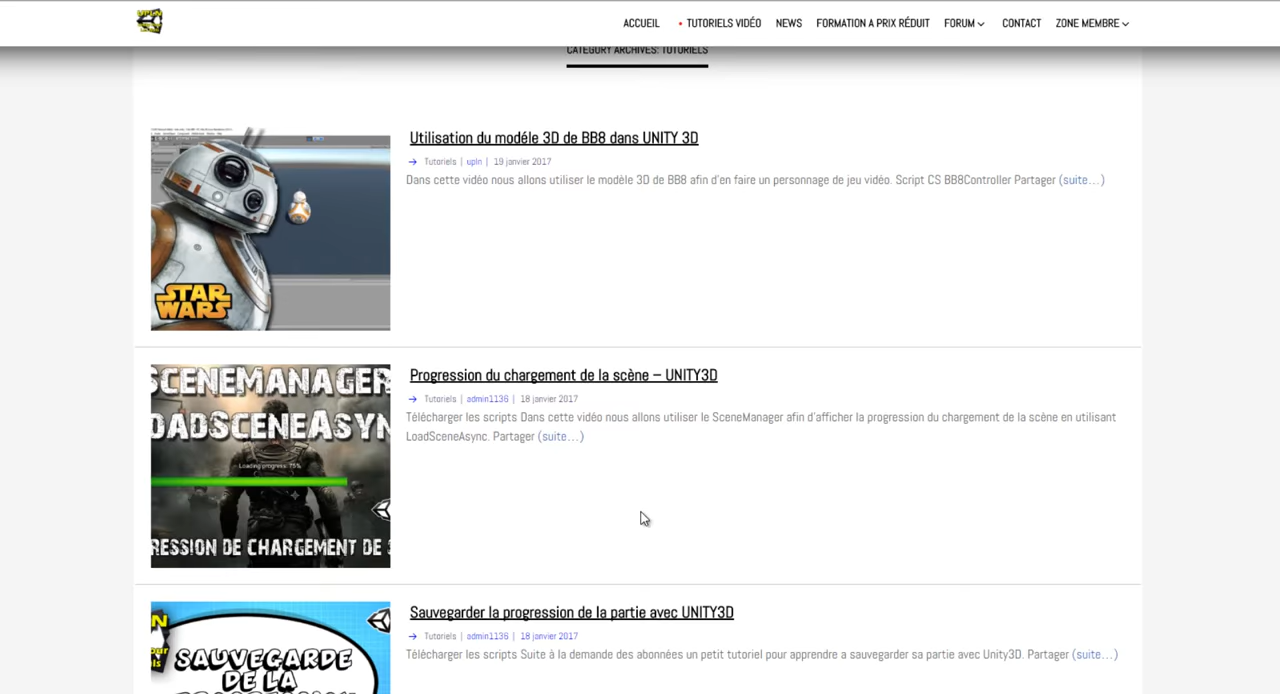 ACCUEIL • TUTORIELS VIDÉO NEWS FORMATION A PRIX RÉDUIT FORUM CONTACT ZONE MEMBRE
CATEGORY ARCHIVES: TUTORIELS
Utilisation du modéle 3D de BB8 dans UNITY 3D
→ Tutoriels | upln | 19 janvier 2017
Dans cette vidéo nous allons utiliser le modèle 3D de BB8 afin d'en faire un personnage de jeu vidéo. Script CS BB8Controller Partager (suite…)
STAR
WARS
Progression du chargement de la scène – UNITY3D
→ Tutoriels | admin1136 | 18 janvier 2017
Télécharger les scripts Dans cette vidéo nous allons utiliser le SceneManager afin d'afficher la progression du chargement de la scène en utilisant
LoadSceneAsync. Partager (suite…)
SCENEMANAGER
OADSCENEASYN
Loading progress: 75%
RESSION DE CHARGEMENT DE
Sauvegarder la progression de la partie avec UNITY3D
→ Tutoriels | admin1136 | 18 janvier 2017
Télécharger les scripts Suite à la demande des abonnées un petit tutoriel pour apprendre a sauvegarder sa partie avec Unity3D. Partager (suite…)
SAUVEGARDE
DE LA